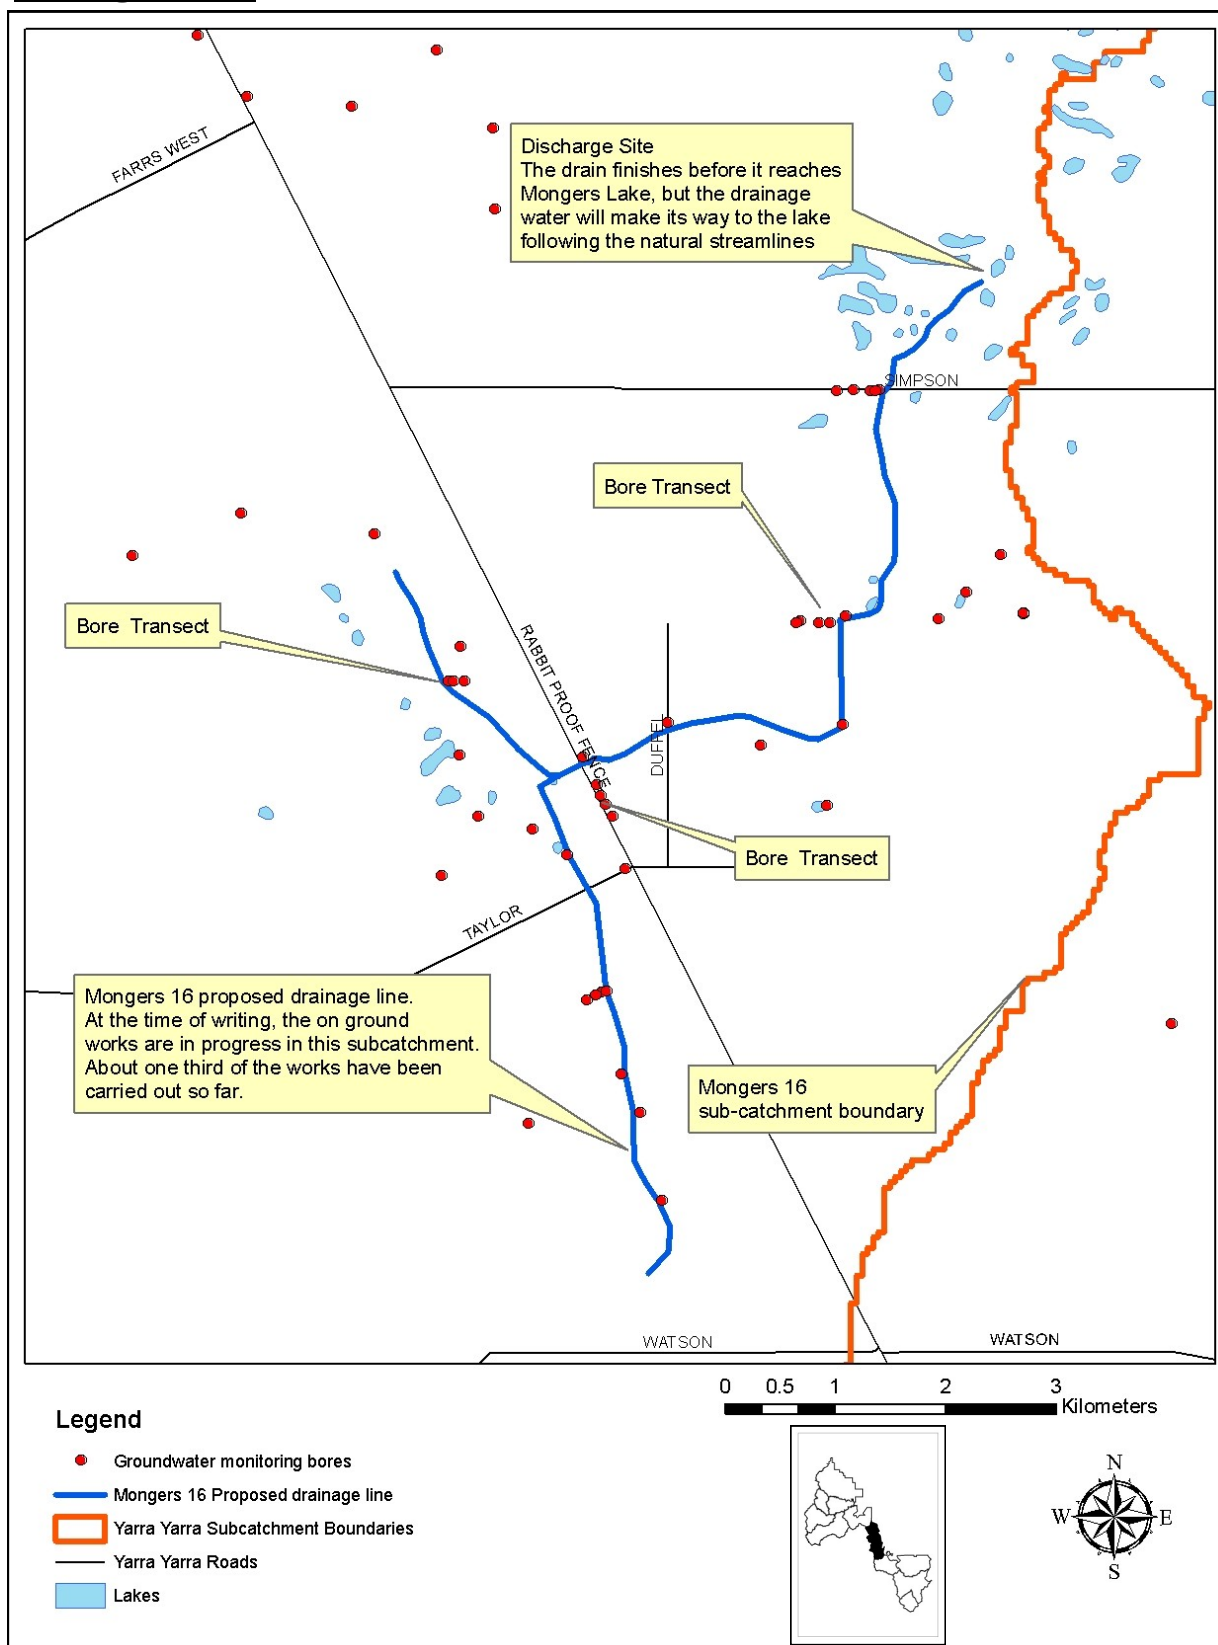 FARRS WEST
Discharge Site
The drain finishes before it reaches
Mongers Lake, but the drainage
water will make its way to the lake
following the natural streamlines
SIMPSON
Bore Transect
Bore Transect
RABBIT PROOF FENCE
DUFFEL
Bore Transect
TAYLOR
Mongers 16 proposed drainage line.
At the time of writing, the on ground
works are in progress in this subcatchment.
About one third of the works have been
carried out so far.
Mongers 16
sub-catchment boundary
WATSON
WATSON
0 0.5 1 2 3
Kilometers
Legend
Groundwater monitoring bores
Mongers 16 Proposed drainage line
Yarra Yarra Subcatchment Boundaries
Yarra Yarra Roads
Lakes
N
W E
S